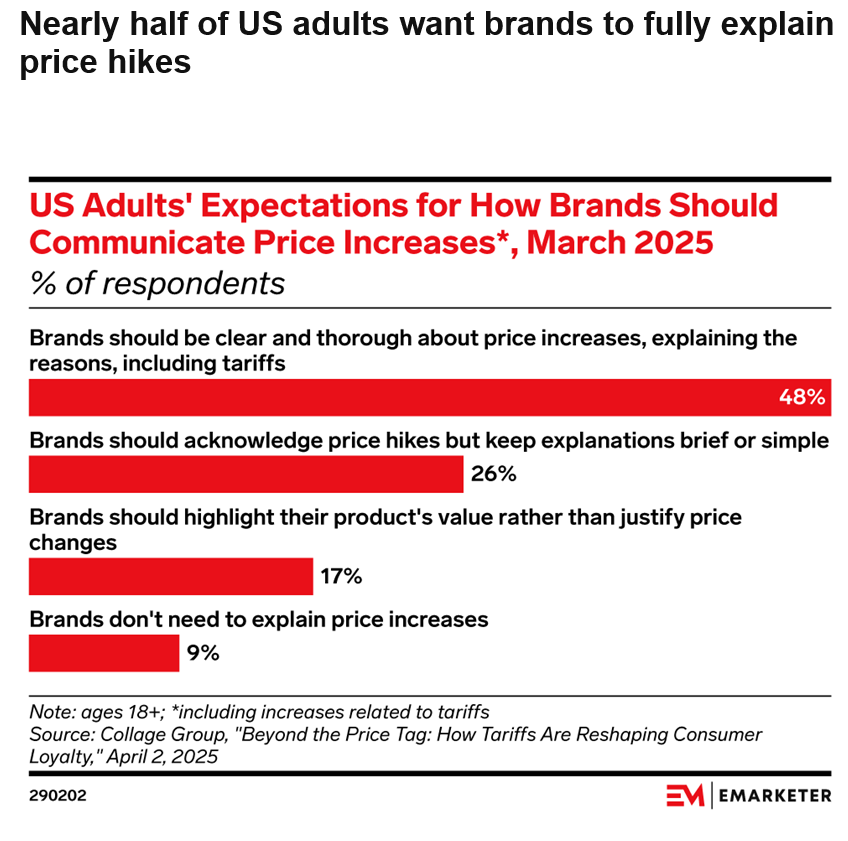 Nearly half of US adults want brands to fully explain
price hikes
US Adults' Expectations for How Brands Should
Communicate Price Increases*, March 2025
% of respondents
Brands should be clear and thorough about price increases, explaining the
reasons, including tariffs
48%
Brands should acknowledge price hikes but keep explanations brief or simple
26%
Brands should highlight their product's value rather than justify price
changes
17%
Brands don't need to explain price increases
9%
Note: ages 18+; *including increases related to tariffs
Source: Collage Group, "Beyond the Price Tag: How Tariffs Are Reshaping Consumer
Loyalty," April 2, 2025
290202
EM | EMARKETER